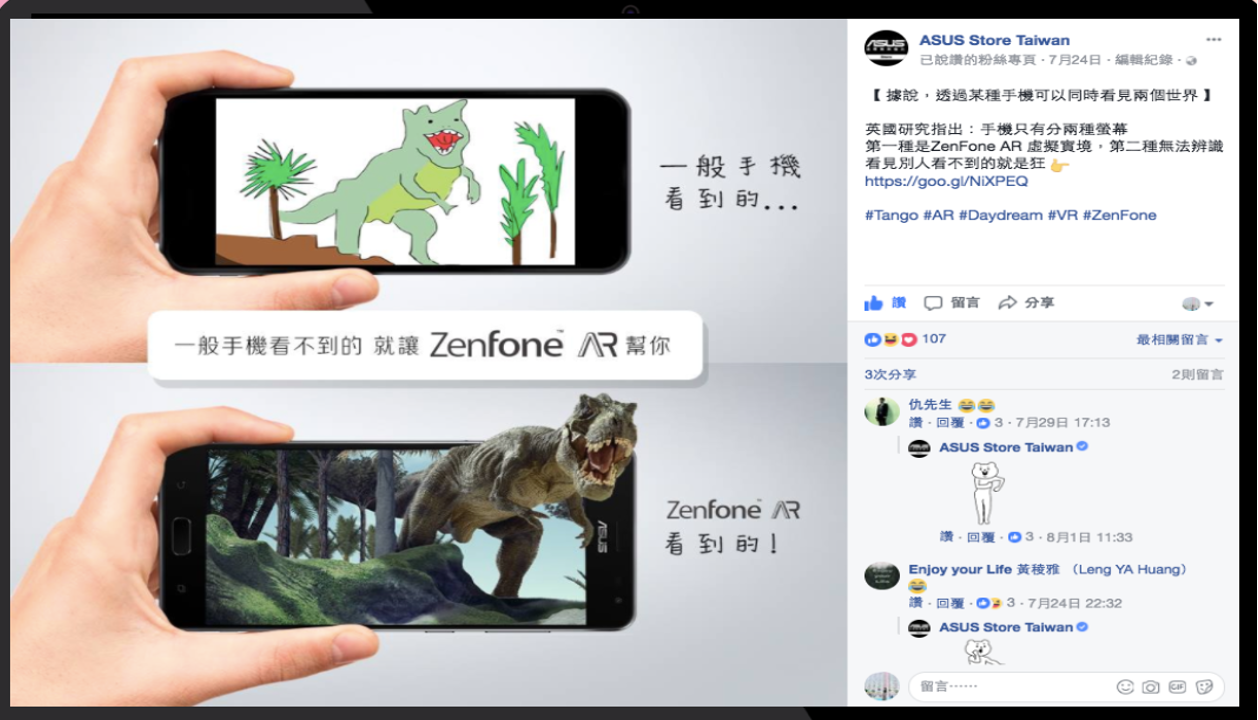 一般手機
看到的...
一般手機看不到的 就讓 Zenfone™ AR 幫你
Zenfone™ AR
看到的!
ASUS
ASUS
ASUS Store Taiwan
已說讚的粉絲專頁 · 7月24日 · 編輯紀錄 ·
【 據說,透過某種手機可以同時看見兩個世界 】
英國研究指出:手機只有分兩種螢幕
第一種是ZenFone AR 虛擬實境,第二種無法辨識
看見別人看不到的就是狂 👉
https://goo.gl/NiXPEQ
#Tango #AR #Daydream #VR #ZenFone
讚 留言 分享
107 最相關留言
3次分享 2則留言
仇先生 😂😂
讚 · 回覆 · 3 · 7月29日 17:13
ASUS Store Taiwan
讚 · 回覆 · 3 · 8月1日 11:33
Enjoy your Life 黃稜雅 (Leng YA Huang)
😂
讚 · 回覆 · 3 · 7月24日 22:32
ASUS Store Taiwan
留言⋯⋯ GIF